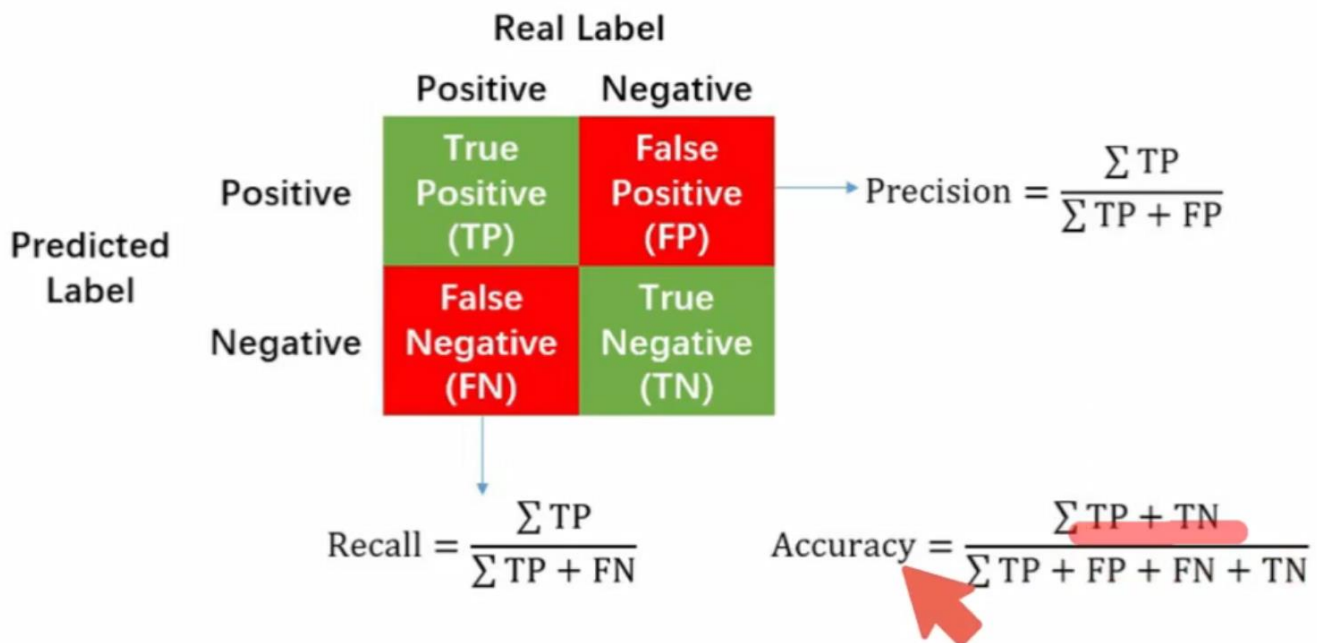 Real Label
Positive Negative
True Positive (TP)
False Positive (FP)
Positive
Precision = ∑ TP / ∑ TP + FP
Predicted Label
False Negative (FN)
True Negative (TN)
Negative
Recall = ∑ TP / ∑ TP + FN
Accuracy = ∑ TP + TN / ∑ TP + FP + FN + TN